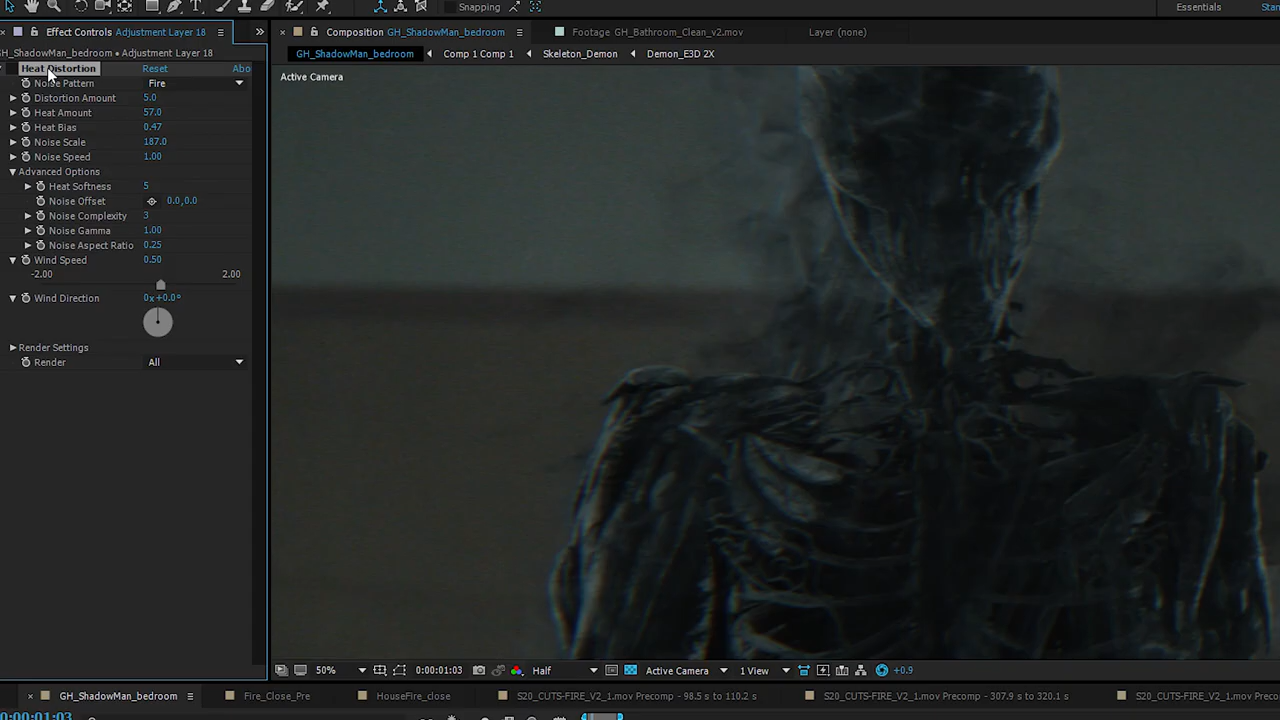 Snapping
Essentials
Effect Controls Adjustment Layer 18
GH_ShadowMan_bedroom • Adjustment Layer 18
Heat Distortion Reset Abo
Noise Pattern Fire
Distortion Amount 5.0
Heat Amount 57.0
Heat Bias 0.47
Noise Scale 187.0
Noise Speed 1.00
Advanced Options
Heat Softness 5
Noise Offset 0.0,0.0
Noise Complexity 3
Noise Gamma 1.00
Noise Aspect Ratio 0.25
Wind Speed 0.50
-2.00 2.00
Wind Direction 0x+0.0°
Render Settings
Render All
Composition GH_ShadowMan_bedroom Footage GH_Bathroom_Clean_v2.mov Layer (none)
GH_ShadowMan_bedroom Comp 1 Comp 1 Skeleton_Demon Demon_E3D 2X
Active Camera
50% 0:00:01:03 Half Active Camera 1 View +0.9
GH_ShadowMan_bedroom Fire_Close_Pre HouseFire_close S20_CUTS-FIRE_V2_1.mov Precomp - 98.5 s to 110.2 s S20_CUTS-FIRE_V2_1.mov Precomp - 307.9 s to 320.1 s S20_CUTS-FIRE_V2_1.mov Precomp - 55
0:00:01:03